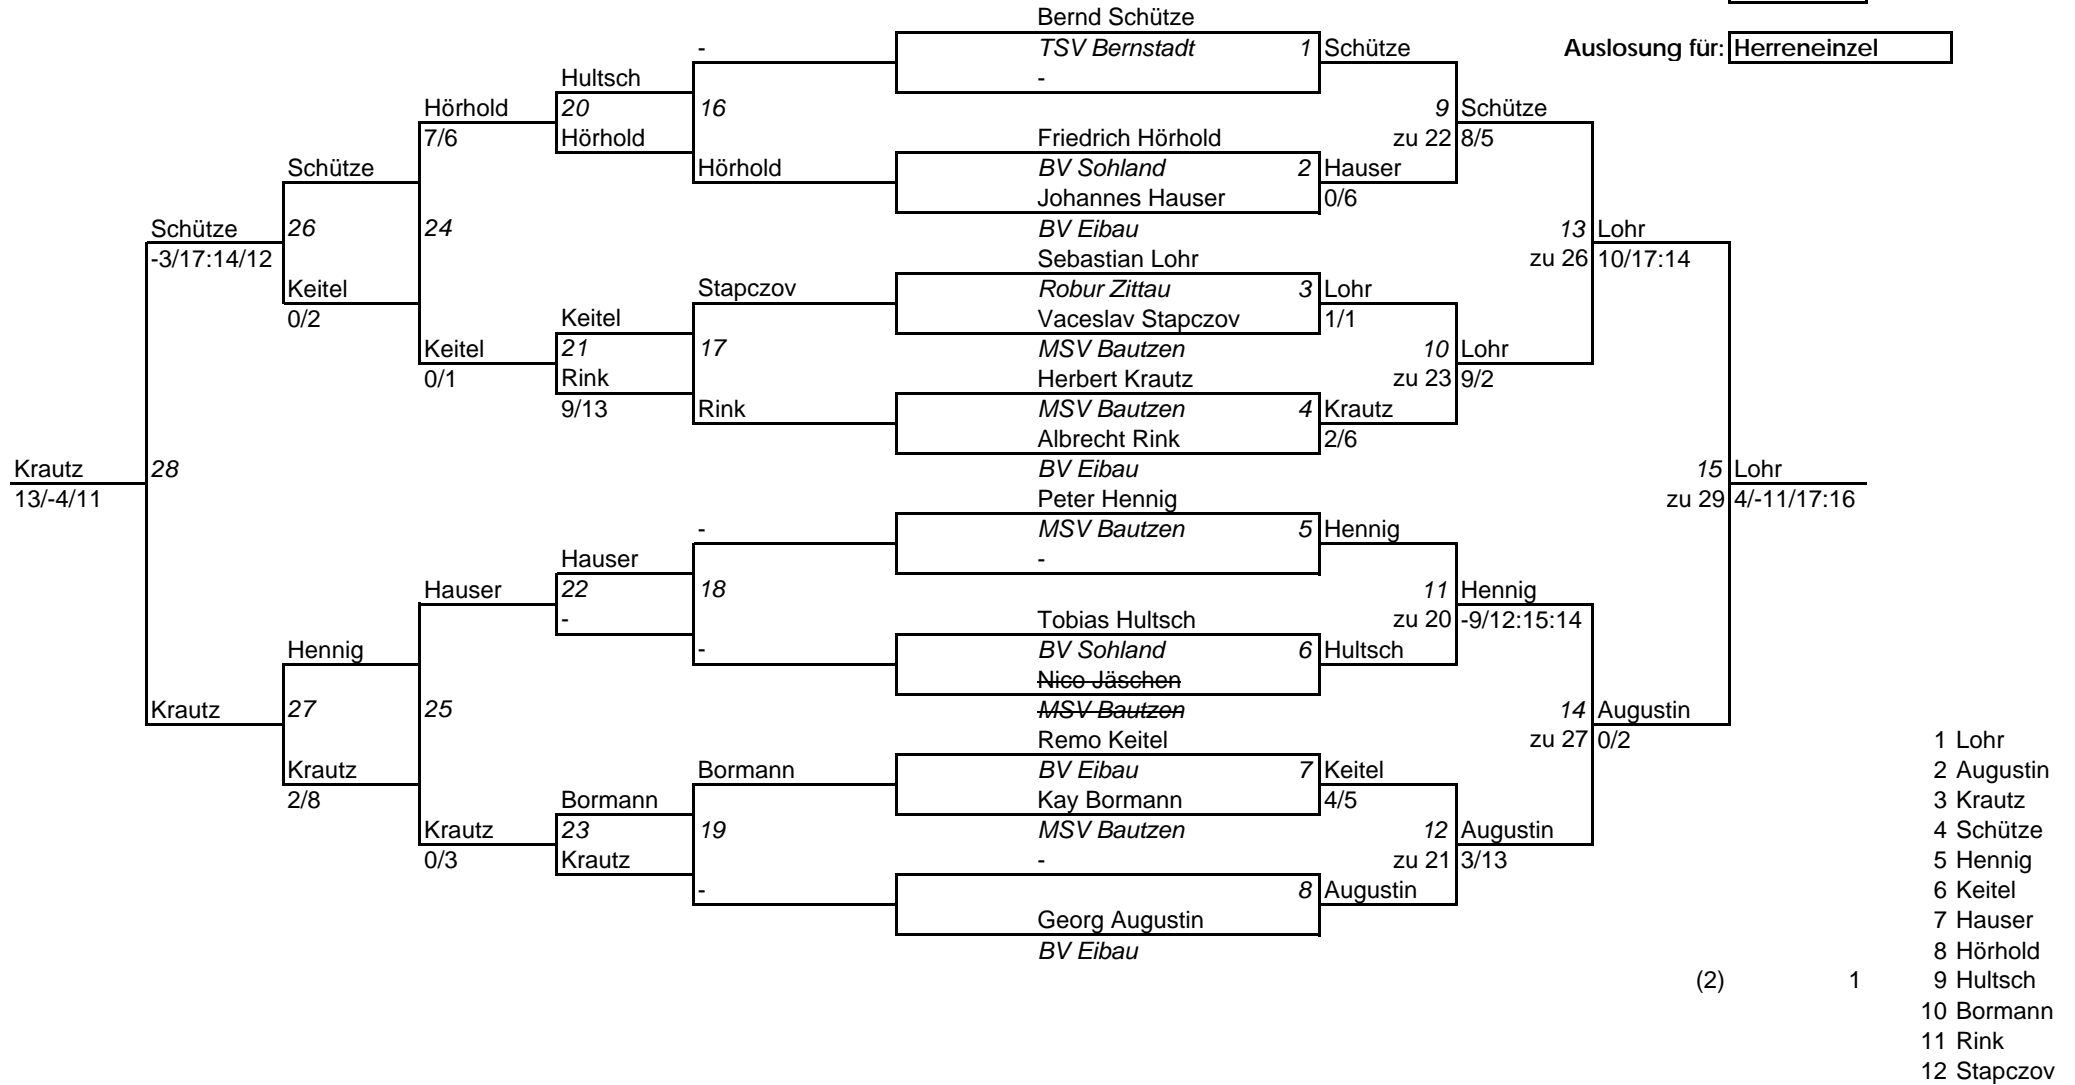 Bernd Schütze
- TSV Bernstadt 1 Schütze Auslosung für: Herreneinzel
Hultsch -
Hörhold 20 16 9 Schütze
7/6 Hörhold Friedrich Hörhold zu 22 8/5
Schütze Hörhold BV Sohland 2 Hauser
Johannes Hauser 0/6
Schütze 26 24 BV Eibau 13 Lohr
-3/17:14/12 Sebastian Lohr zu 26 10/17:14
Keitel Stapczov Robur Zittau 3 Lohr
0/2 Keitel Vaceslav Stapczov 1/1
Keitel 21 17 MSV Bautzen 10 Lohr
0/1 Rink Herbert Krautz zu 23 9/2
9/13 Rink MSV Bautzen 4 Krautz
Albrecht Rink 2/6
Krautz 28 BV Eibau 15 Lohr
13/-4/11 Peter Hennig zu 29 4/-11/17:16
- MSV Bautzen 5 Hennig
Hauser -
Hauser 22 18 11 Hennig
- Tobias Hultsch zu 20 -9/12:15:14
Hennig - BV Sohland 6 Hultsch
Nico Jäschen
Krautz 27 25 MSV Bautzen 14 Augustin
Remo Keitel zu 27 0/2 1 Lohr
Krautz Bormann BV Eibau 7 Keitel 2 Augustin
2/8 Bormann Kay Bormann 4/5 3 Krautz
Krautz 23 19 MSV Bautzen 12 Augustin 4 Schütze
0/3 Krautz - zu 21 3/13 5 Hennig
- 8 Augustin 6 Keitel
Georg Augustin 7 Hauser
BV Eibau 8 Hörhold
(2) 1 9 Hultsch
10 Bormann
11 Rink
12 Stapczov